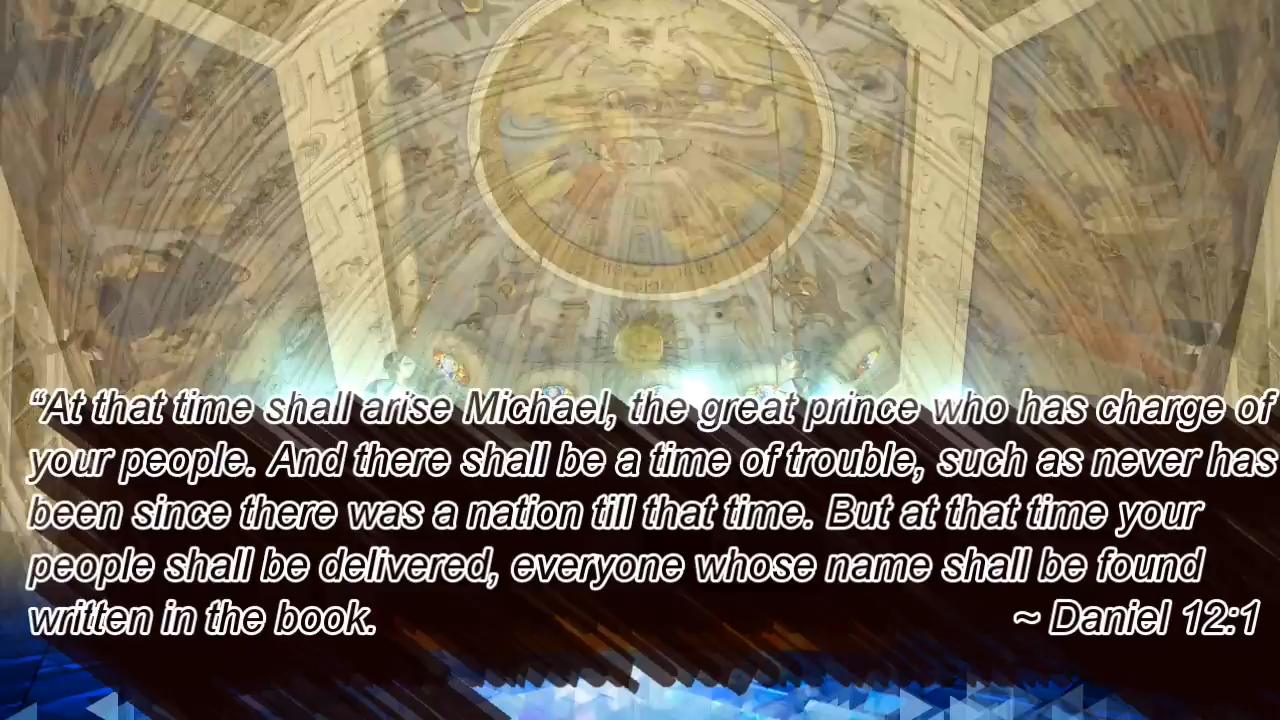 “At that time shall arise Michael, the great prince who has charge of
your people. And there shall be a time of trouble, such as never has
been since there was a nation till that time. But at that time your
people shall be delivered, everyone whose name shall be found
written in the book. ~ Daniel 12:1